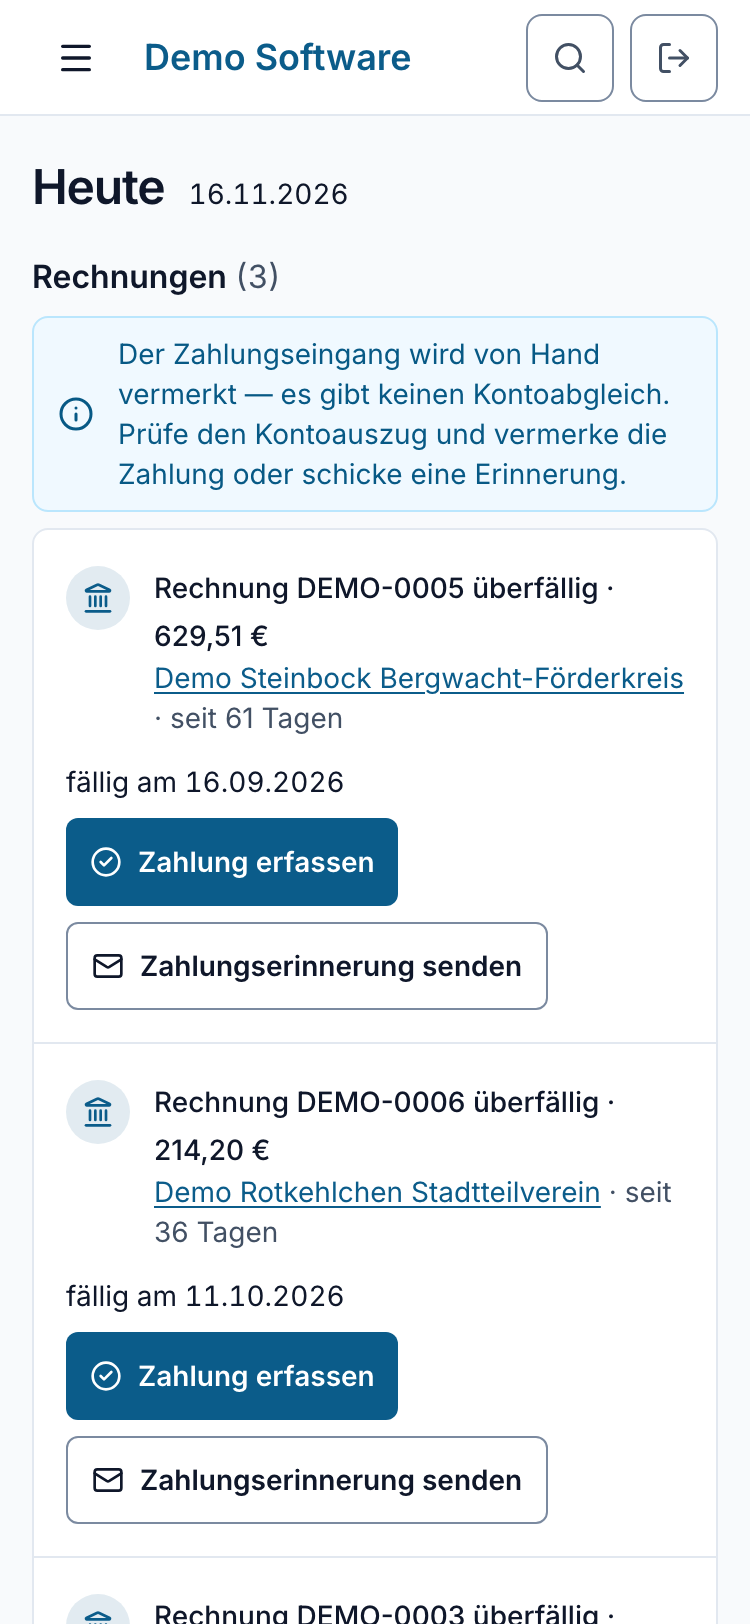 Demo Software
Heute 16.11.2026
Rechnungen (3)
Der Zahlungseingang wird von Hand
vermerkt — es gibt keinen Kontoabgleich.
Prüfe den Kontoauszug und vermerke die
Zahlung oder schicke eine Erinnerung.
Rechnung DEMO-0005 überfällig ·
629,51 €
Demo Steinbock Bergwacht-Förderkreis
· seit 61 Tagen
fällig am 16.09.2026
Zahlung erfassen
Zahlungserinnerung senden
Rechnung DEMO-0006 überfällig ·
214,20 €
Demo Rotkehlchen Stadtteilverein · seit
36 Tagen
fällig am 11.10.2026
Zahlung erfassen
Zahlungserinnerung senden
Rechnung DEMO-0003 überfällig ·